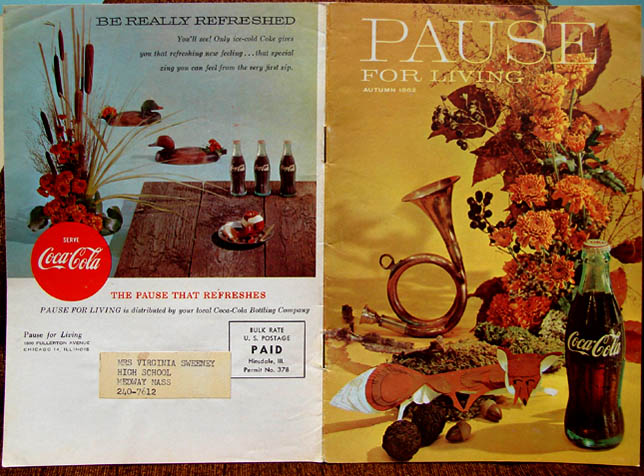 BE REALLY REFRESHED
You'll see! Only ice-cold Coke gives
you that refreshing new feeling...that special
zing you can feel from the very first sip.
SERVE
Coca-Cola
THE PAUSE THAT REFRESHES
PAUSE FOR LIVING is distributed by your local Coca-Cola Bottling Company
Pause for Living
1500 FULLERTON AVENUE
CHICAGO 14, ILLINOIS
BULK RATE
U. S. POSTAGE
PAID
Hinsdale, Ill.
Permit No. 378
MRS VIRGINIA SWEENEY
HIGH SCHOOL
MEDWAY MASS
240-7612
PAUSE
FOR LIVING
AUTUMN 1962
Coca-Cola